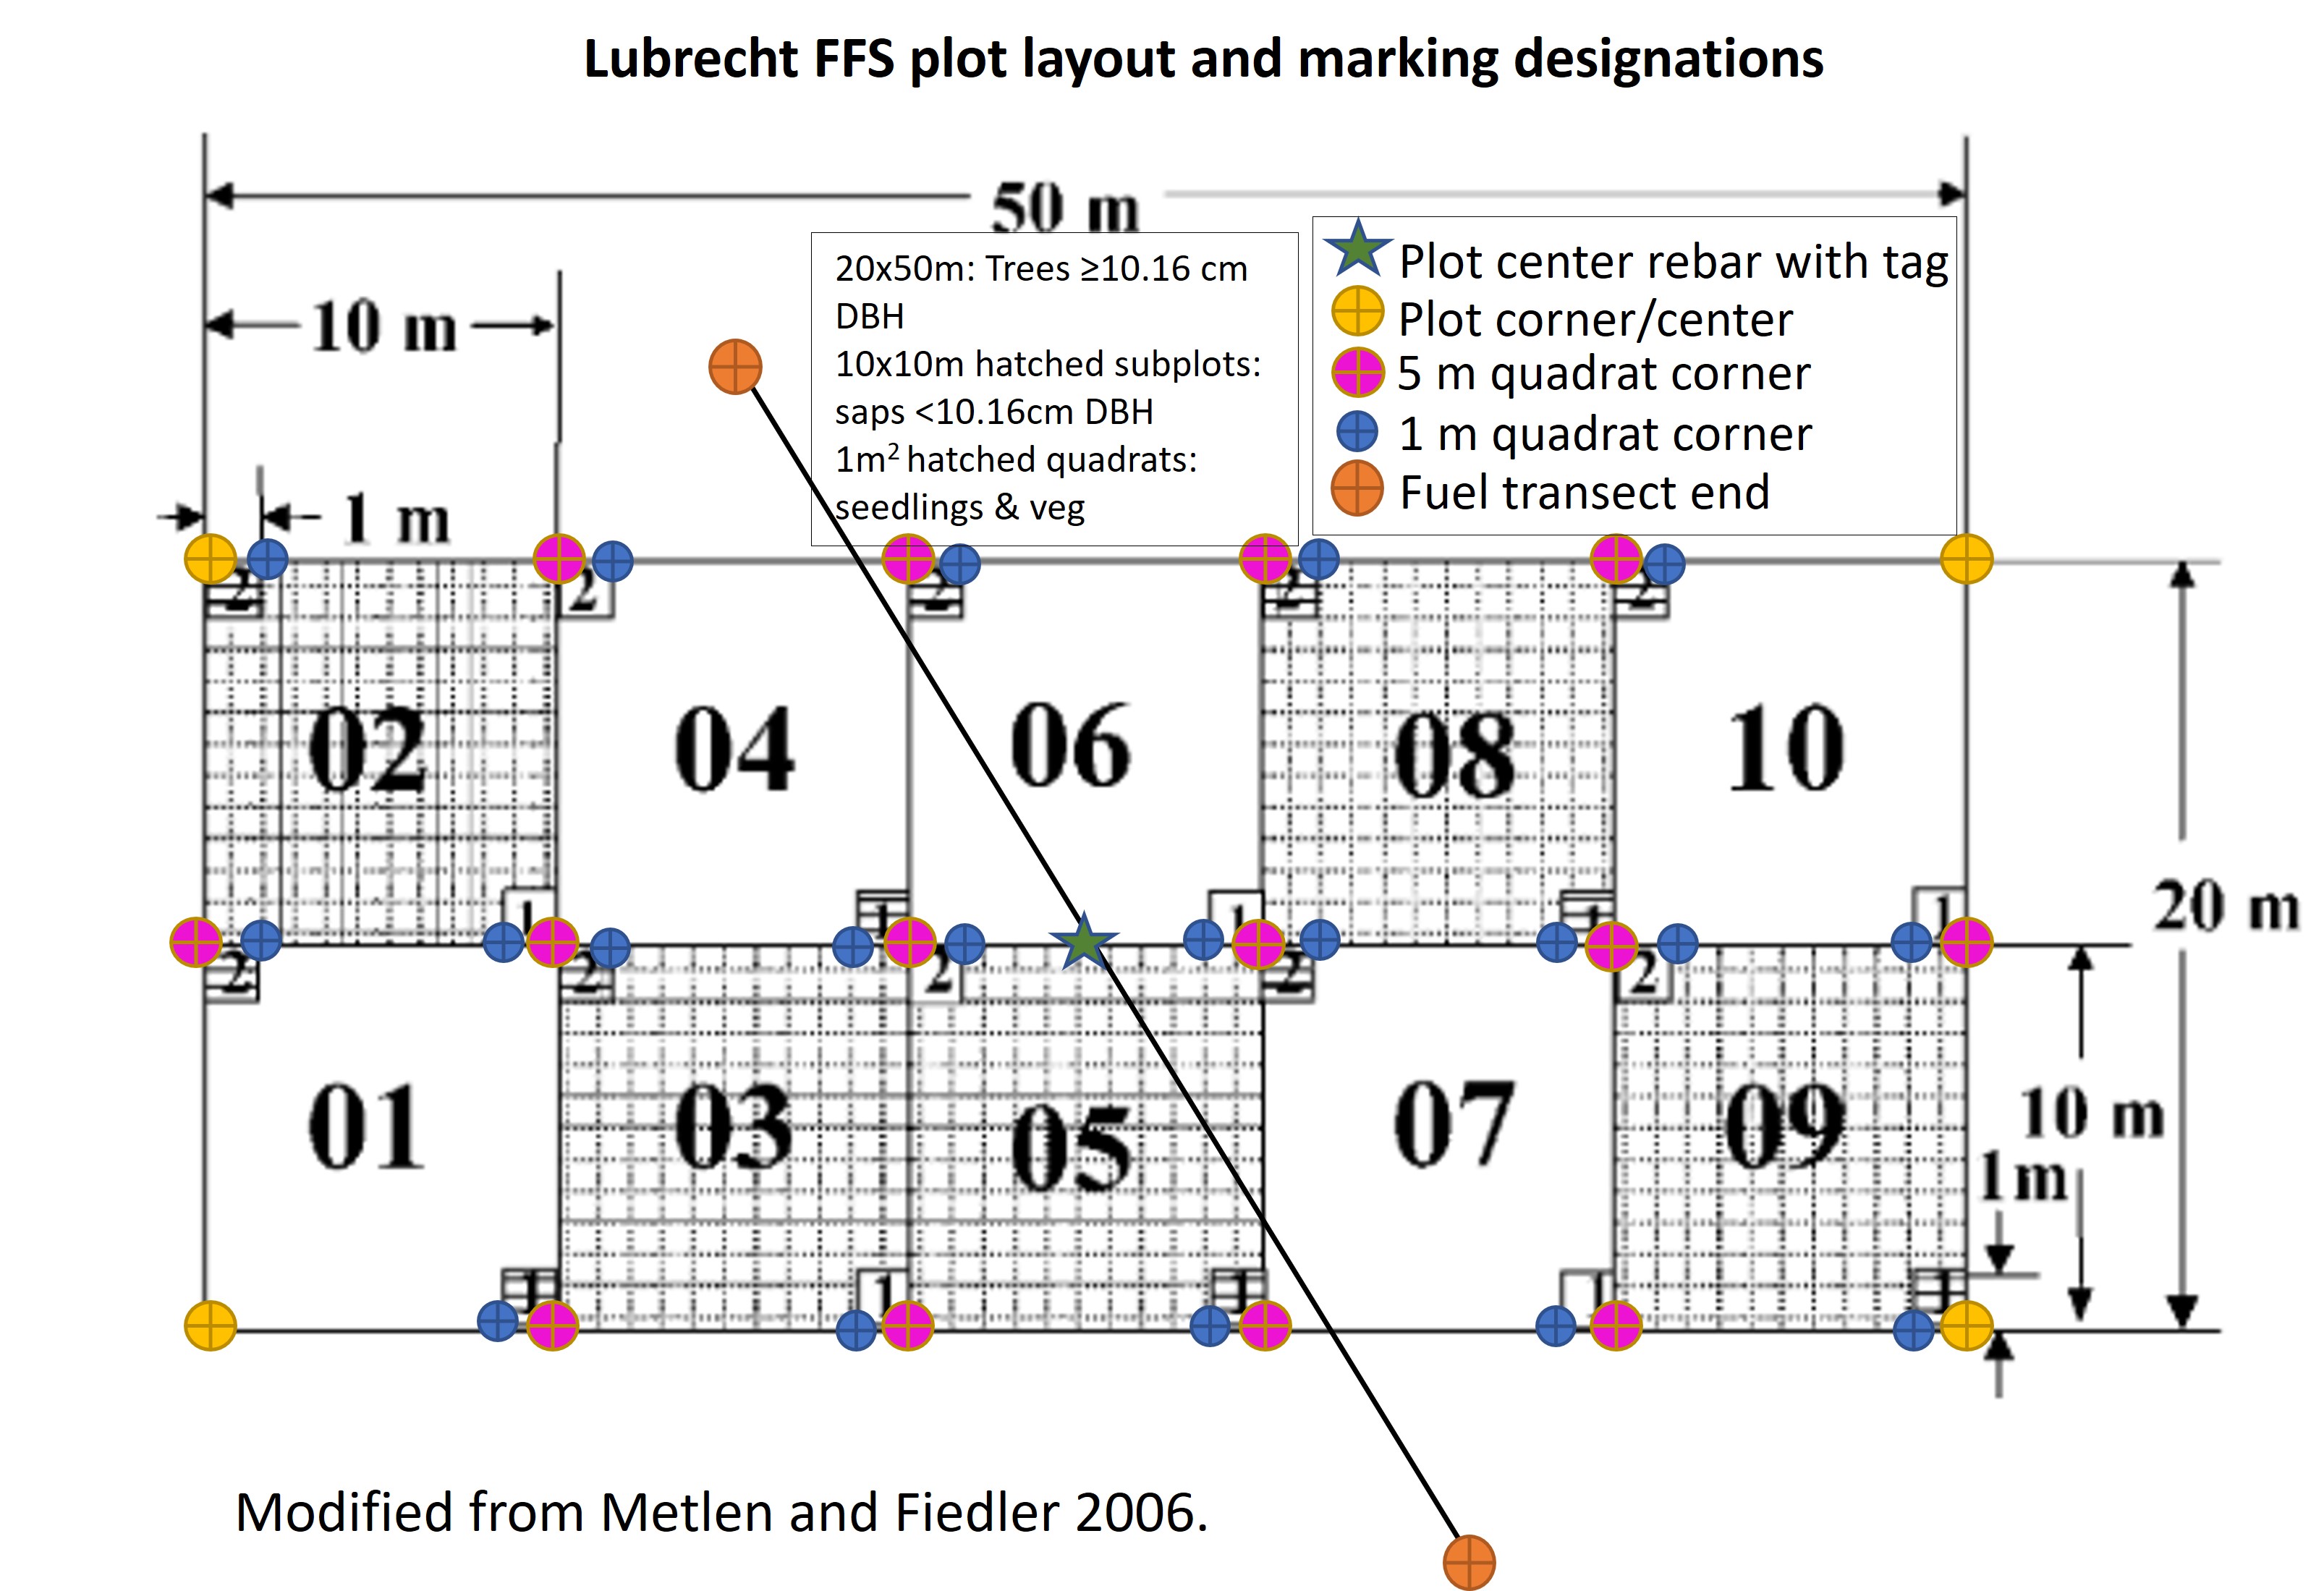 Lubrecht FFS plot layout and marking designations
50 m
20x50m: Trees ≥10.16 cm
DBH
10x10m hatched subplots:
saps <10.16cm DBH
1m² hatched quadrats:
seedlings & veg
Plot center rebar with tag
Plot corner/center
5 m quadrat corner
1 m quadrat corner
Fuel transect end
10 m
1 m
2 2 2 2 2
02 04 06 08 10
1 1 1 1 1
20 m
2 2 2 2 2
01 03 05 07 09
10 m
1m
1 1 1 1 1
Modified from Metlen and Fiedler 2006.